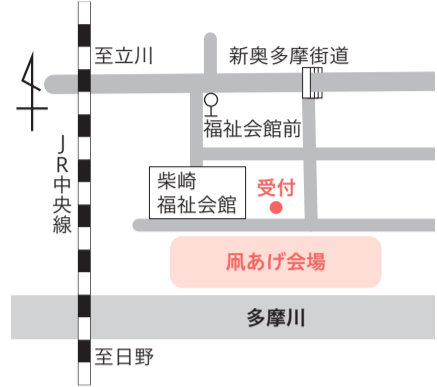 至立川
新奥多摩街道
福祉会館前
JR中央線
柴崎
福祉会館
受付
凧あげ会場
多摩川
至日野